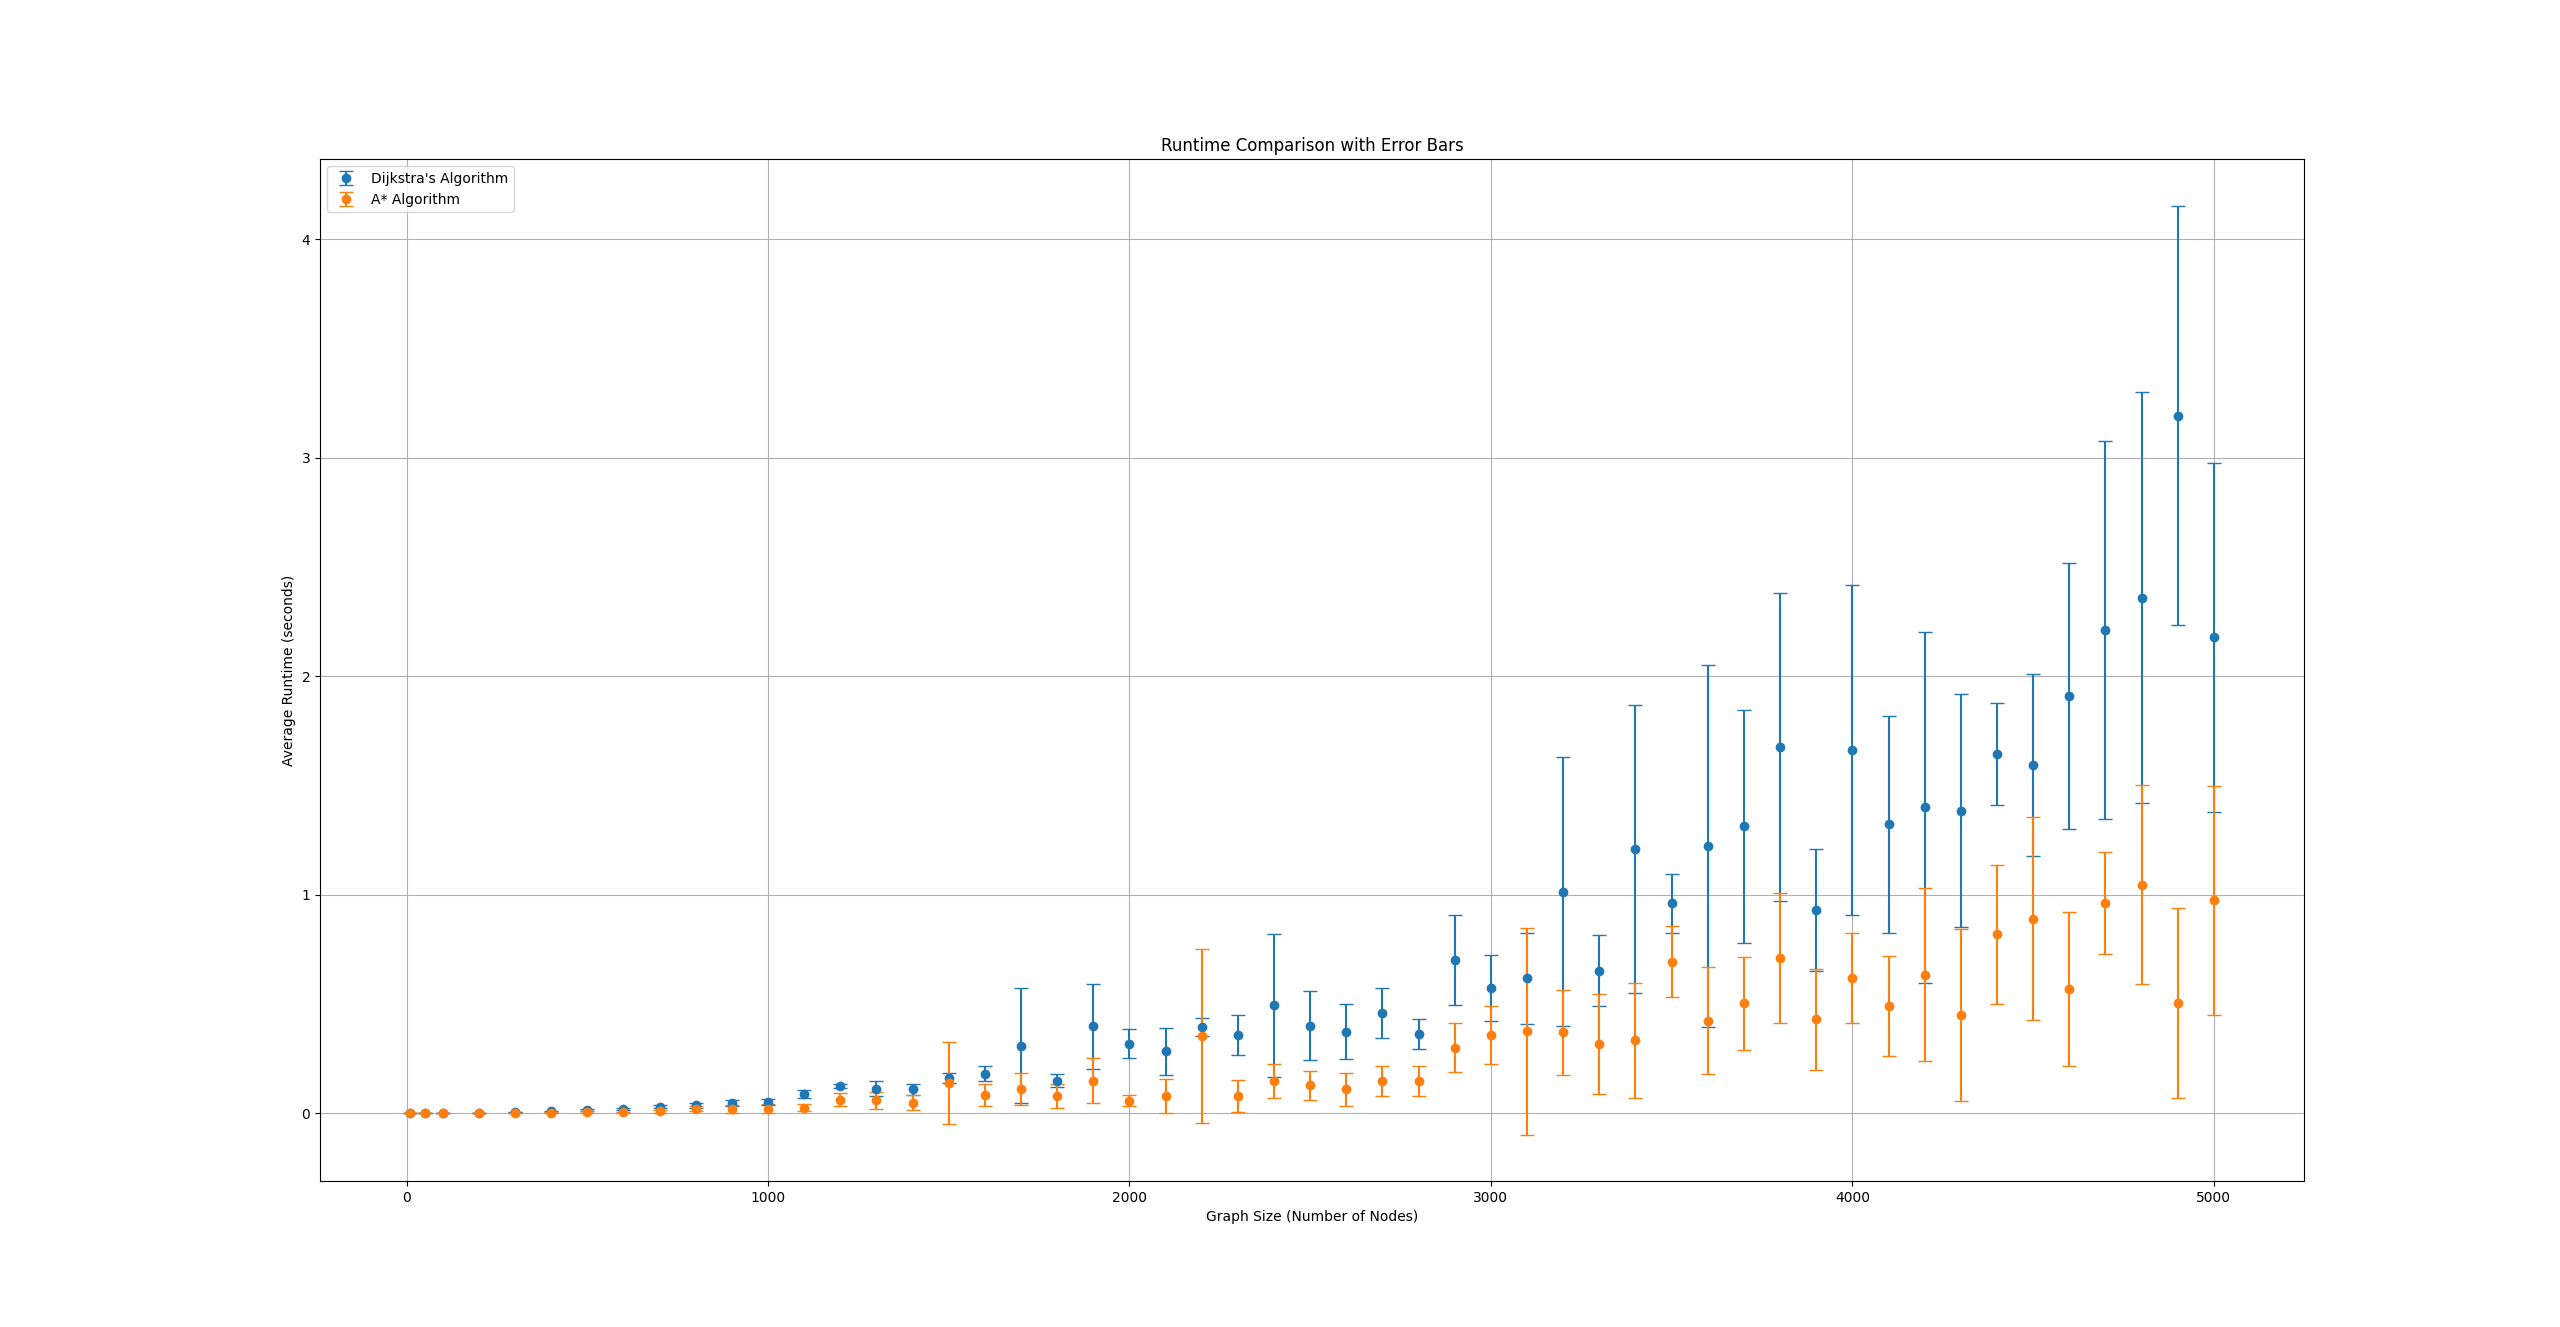 Runtime Comparison with Error Bars
Dijkstra's Algorithm
A* Algorithm
4
3
2
1
0
Average Runtime (seconds)
0 1000 2000 3000 4000 5000
Graph Size (Number of Nodes)